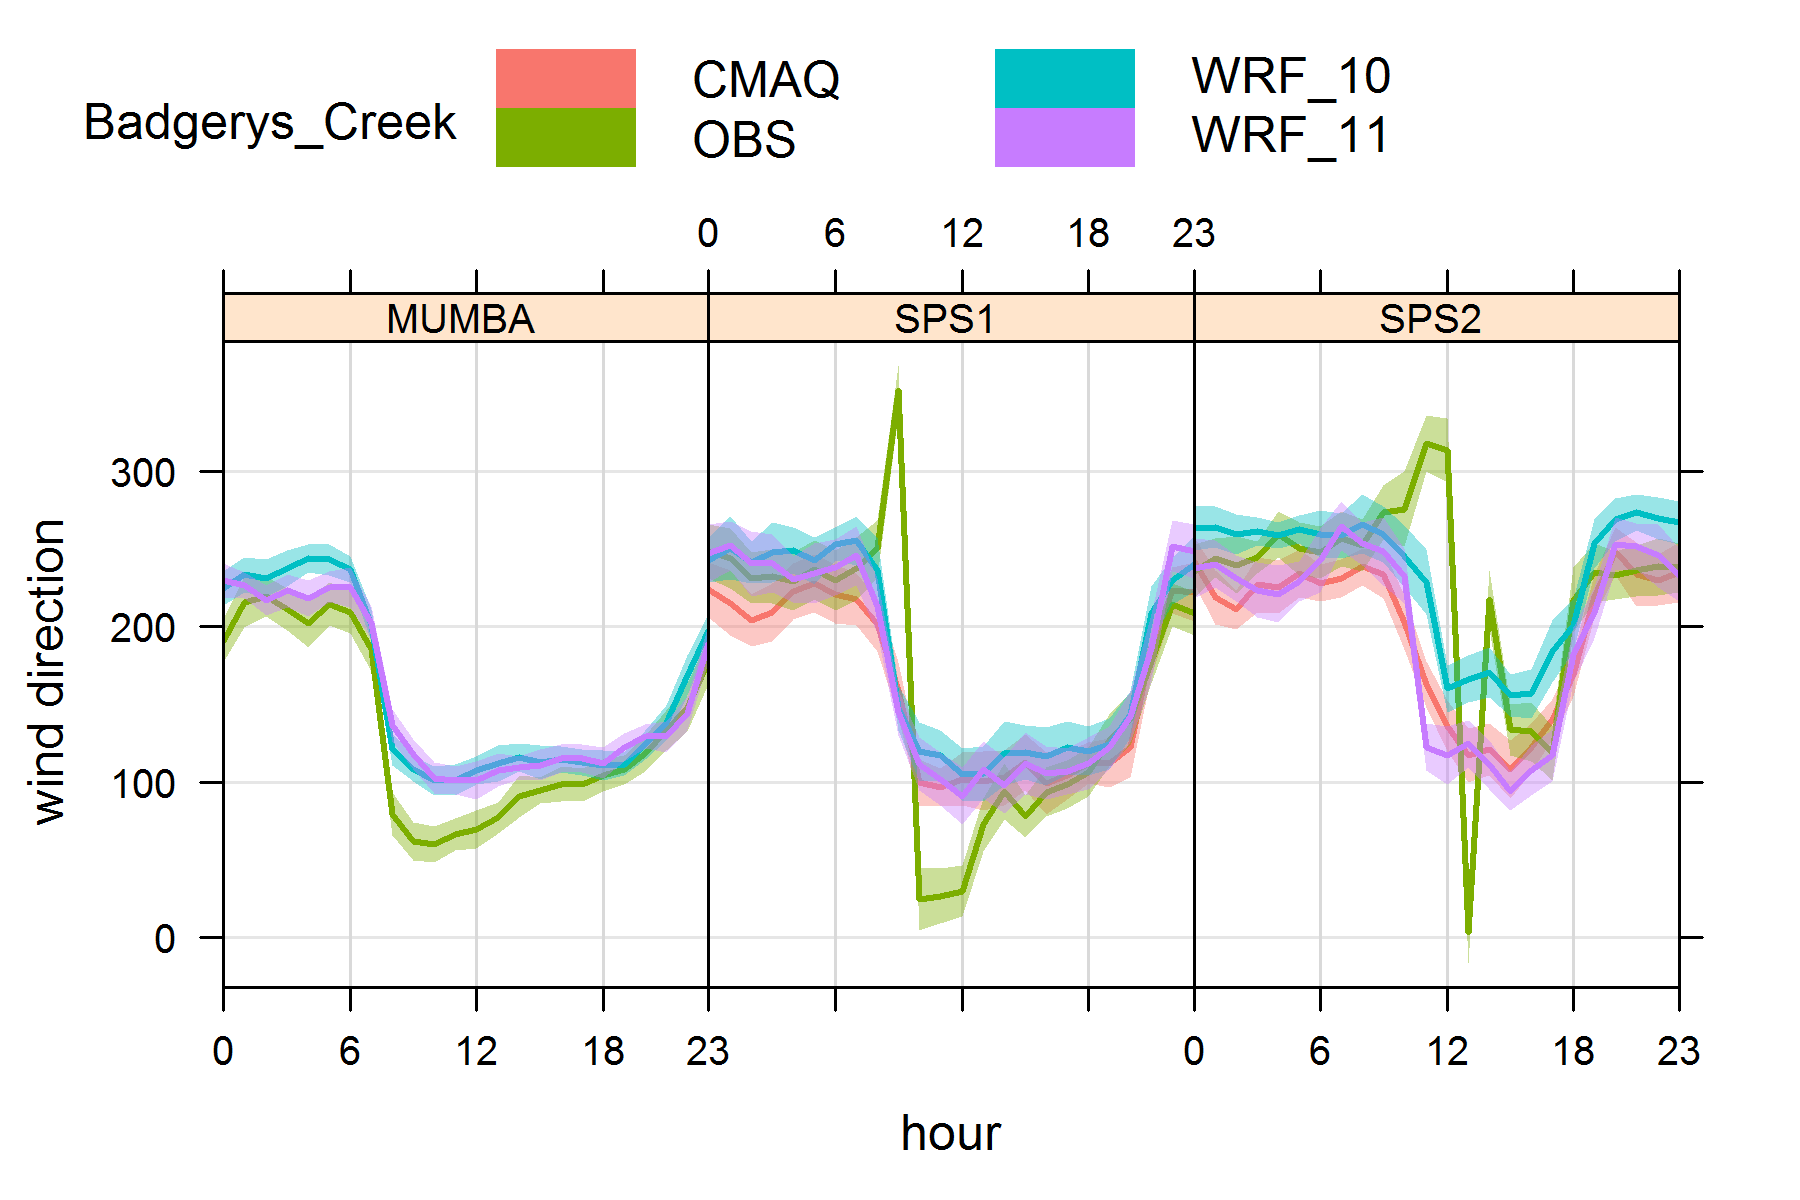 Badgerys_Creek
CMAQ
OBS
WRF_10
WRF_11
0 6 12 18 23
MUMBA SPS1 SPS2
300
200
100
0
wind direction
0 6 12 18 23 0 6 12 18 23
hour